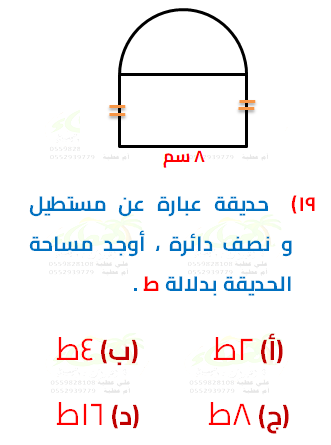 ٨ سم
١٩) حديقة عبارة عن مستطيل
و نصف دائرة ، أوجد مساحة
الحديقة بدلالة ط .
(أ) ٢ط (ب) ٤ط
(ج) ٨ط (د) ١٦ط